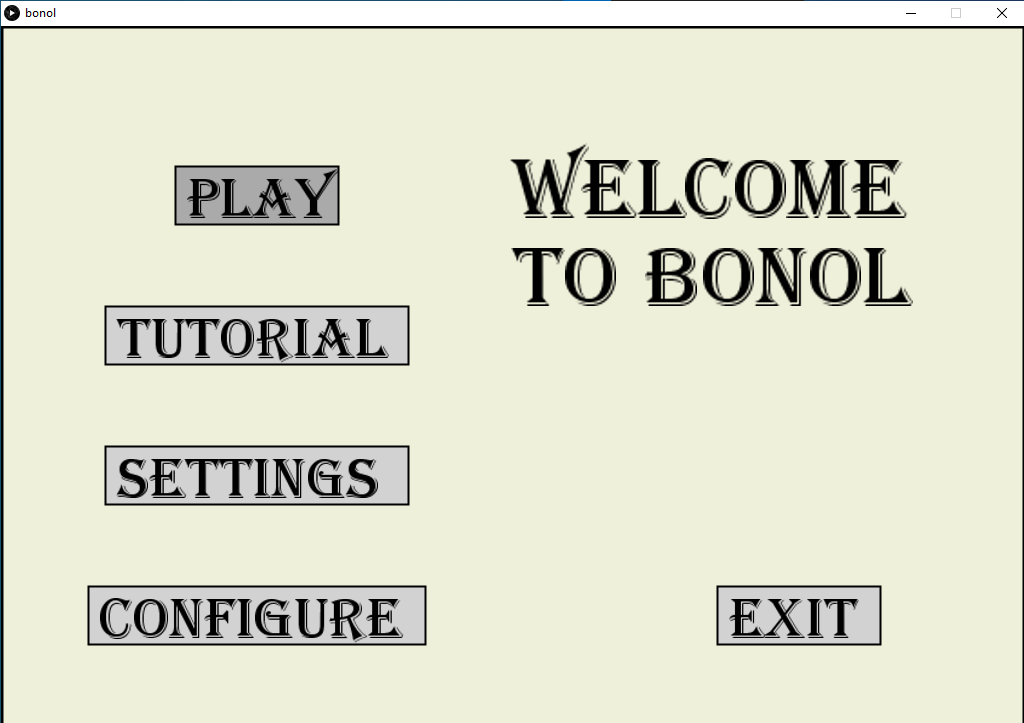 bonol
PLAY
WELCOME
TO BONOL
TUTORIAL
SETTINGS
CONFIGURE
EXIT